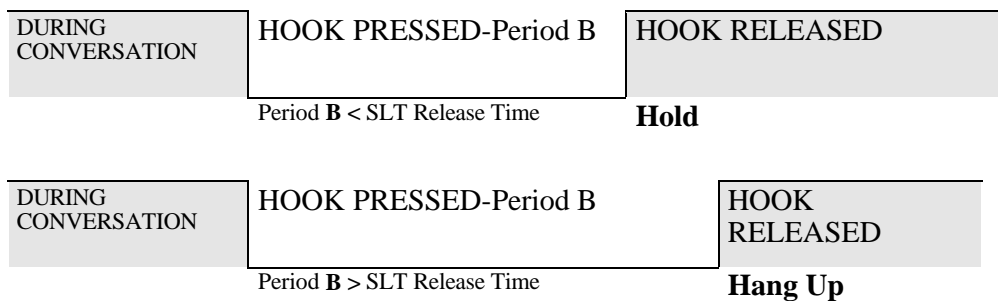 DURING
CONVERSATION
HOOK PRESSED-Period B
HOOK RELEASED
Period B < SLT Release Time
Hold
DURING
CONVERSATION
HOOK PRESSED-Period B
HOOK
RELEASED
Period B > SLT Release Time
Hang Up